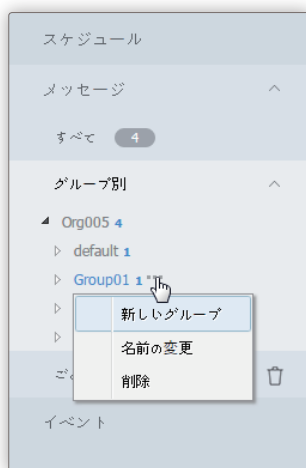 スケジュール
メッセージ
すべて 4
グループ別
Org005 4
default 1
Group01 1 ***
新しいグループ
名前の変更
削除
ご
イベント